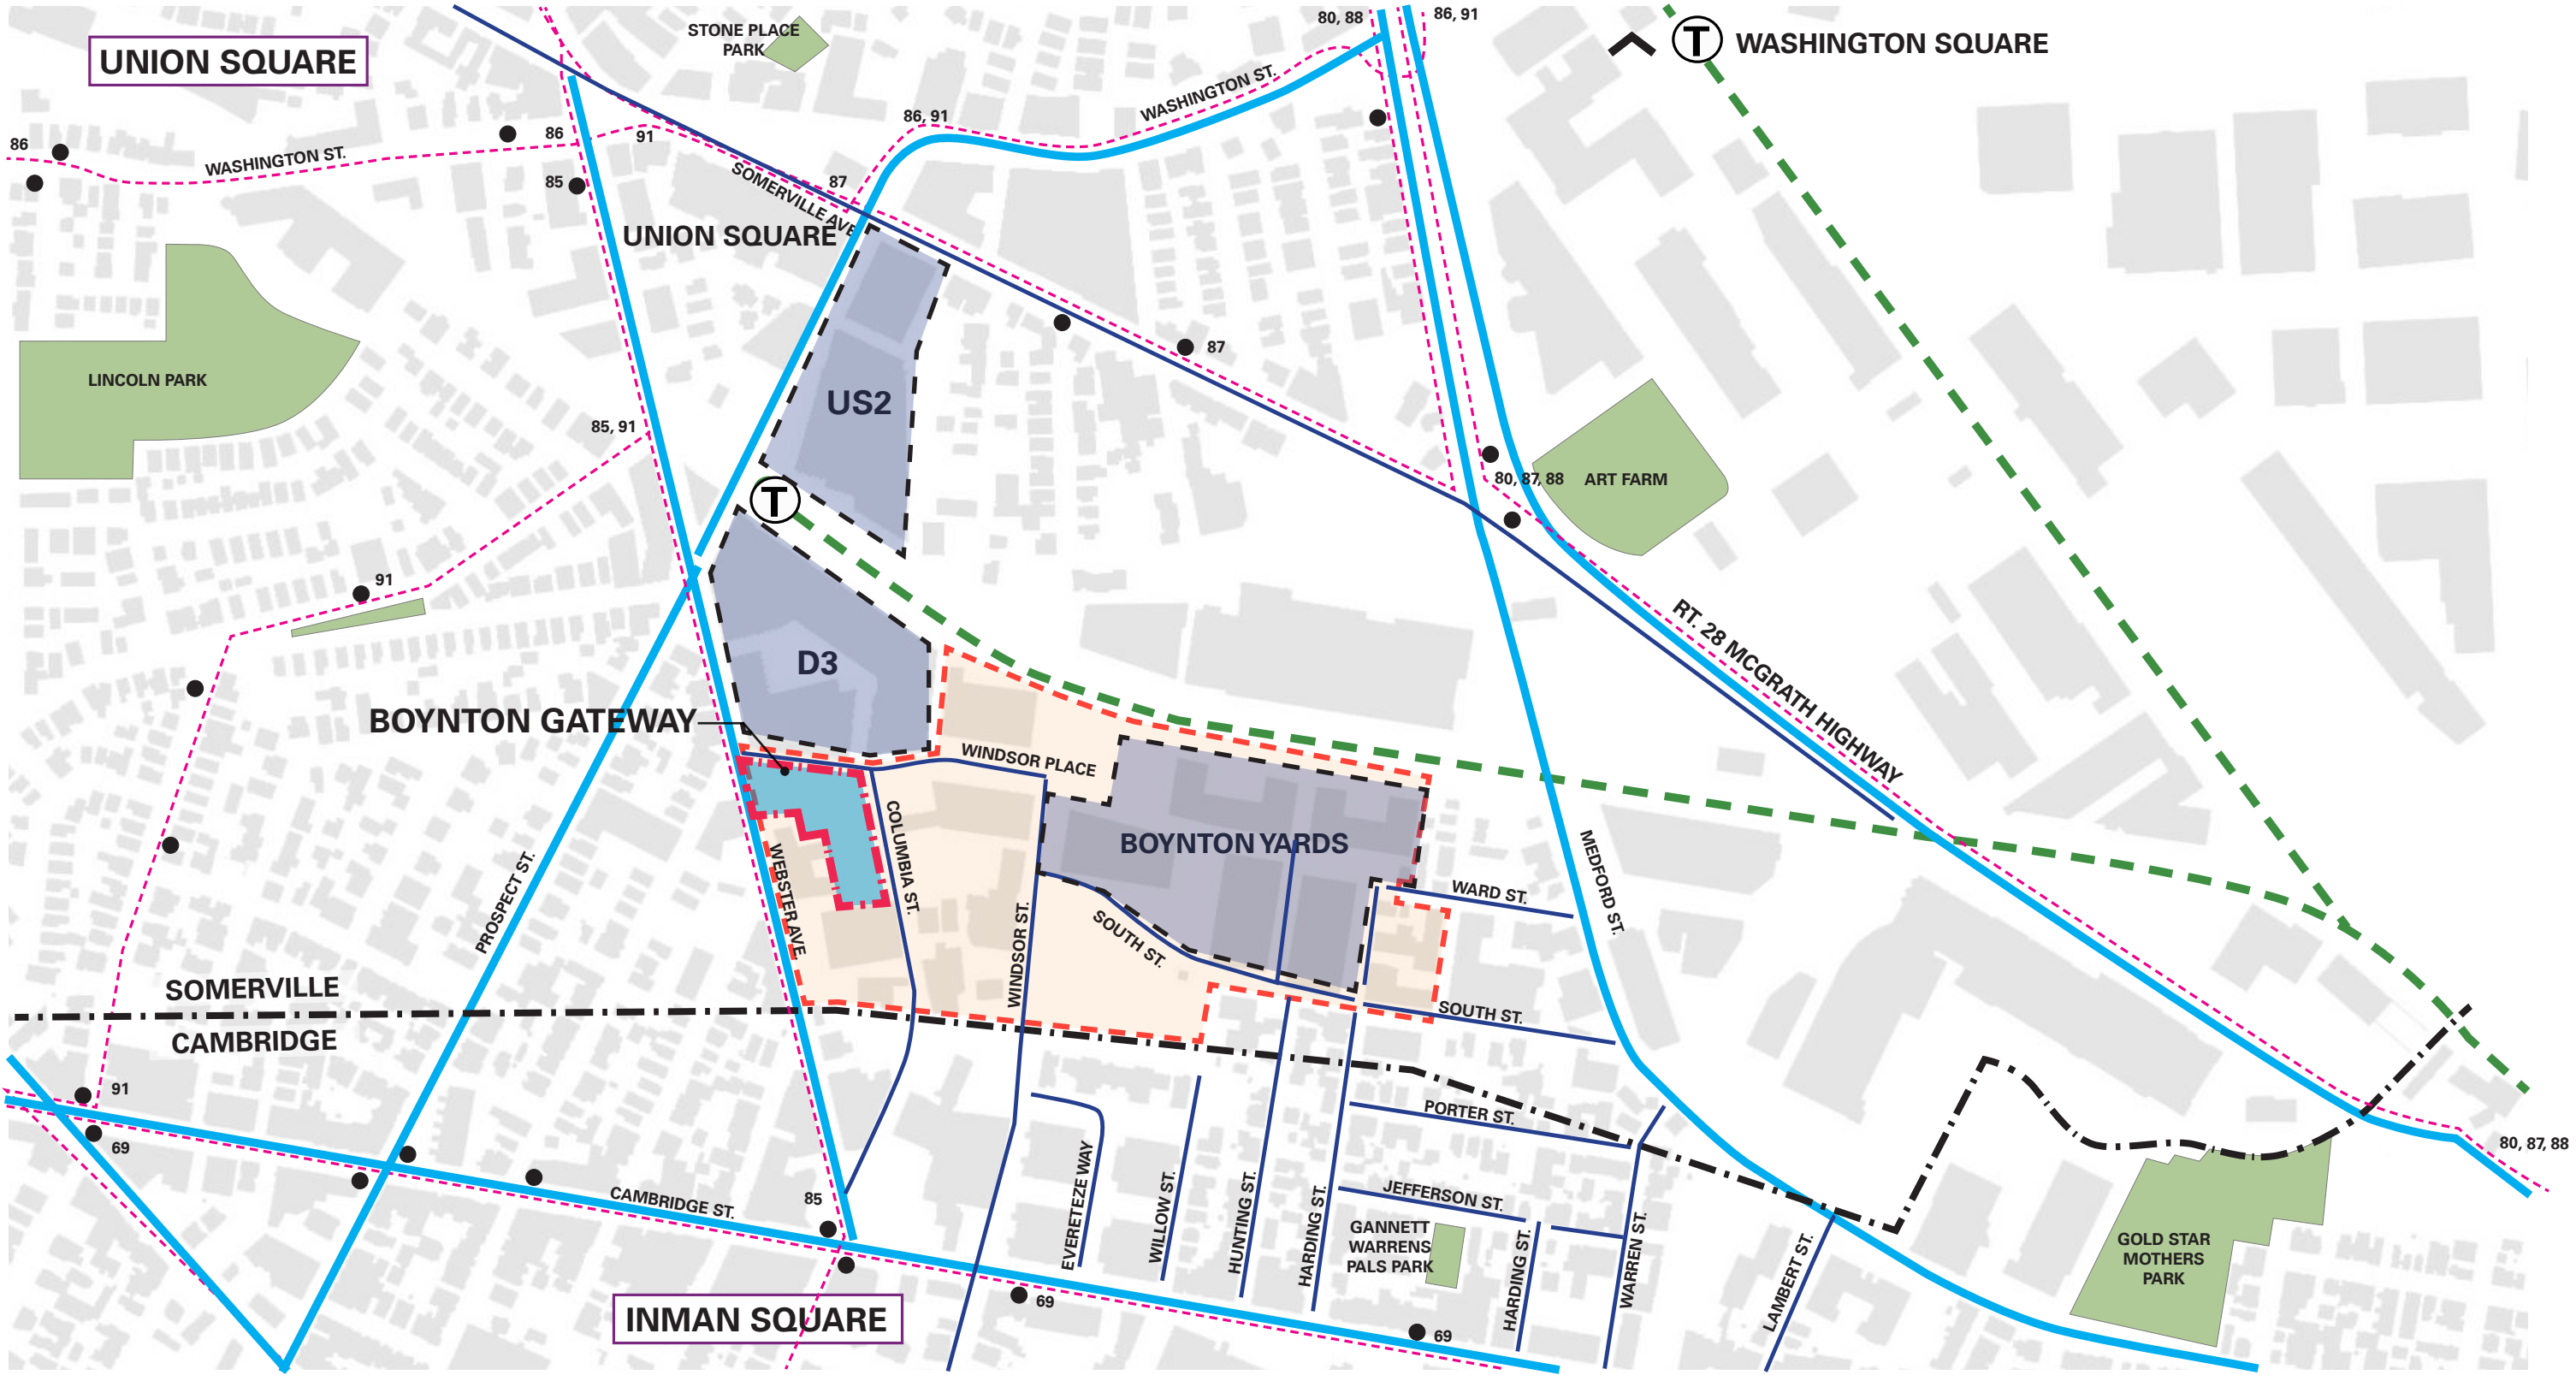 80, 88
86, 91
STONE PLACE
PARK
T
WASHINGTON SQUARE
UNION SQUARE
WASHINGTON ST.
86, 91
86
86
91
WASHINGTON ST.
85
87
SOMERVILLE AVE
UNION SQUARE
87
LINCOLN PARK
US2
85, 91
80, 87, 88
ART FARM
T
91
RT. 28 MCGRATH HIGHWAY
D3
BOYNTON GATEWAY
WINDSOR PLACE
COLUMBIA ST.
BOYNTON YARDS
MEDFORD ST.
WEBSTER AVE.
WARD ST.
PROSPECT ST.
WINDSOR ST.
SOUTH ST.
SOMERVILLE
CAMBRIDGE
SOUTH ST.
91
69
PORTER ST.
80, 87, 88
EVERETEZE WAY
WILLOW ST.
HUNTING ST.
HARDING ST.
JEFFERSON ST.
CAMBRIDGE ST.
85
GANNETT
WARRENS
PALS PARK
HARDING ST.
WARREN ST.
LAMBERT ST.
GOLD STAR
MOTHERS
PARK
INMAN SQUARE
69
69